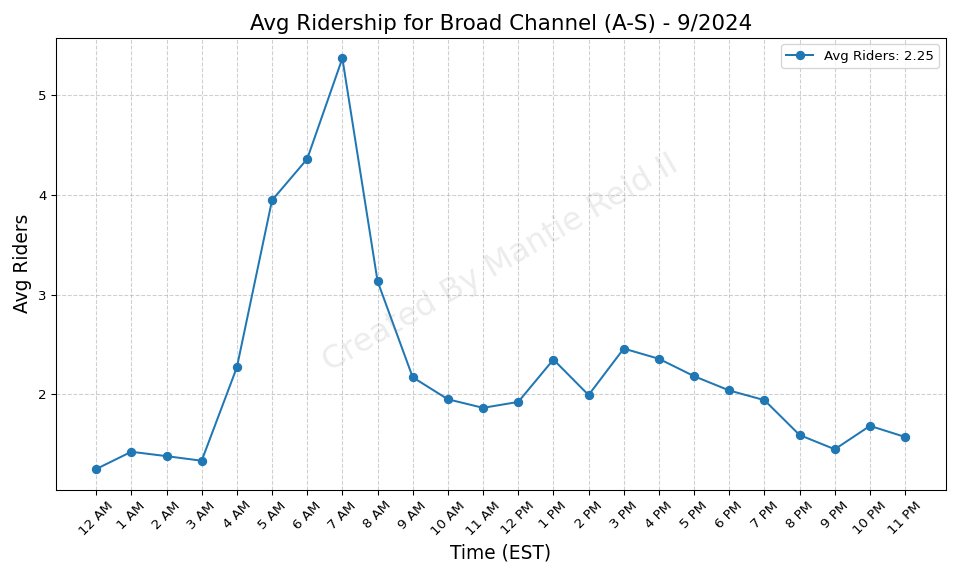 Avg Ridership for Broad Channel (A-S) - 9/2024
Avg Riders: 2.25
Avg Riders
5
4
3
2
Created By Mantie Reid II
12 AM
1 AM
2 AM
3 AM
4 AM
5 AM
6 AM
7 AM
8 AM
9 AM
10 AM
11 AM
12 PM
1 PM
2 PM
3 PM
4 PM
5 PM
6 PM
7 PM
8 PM
9 PM
10 PM
11 PM
Time (EST)